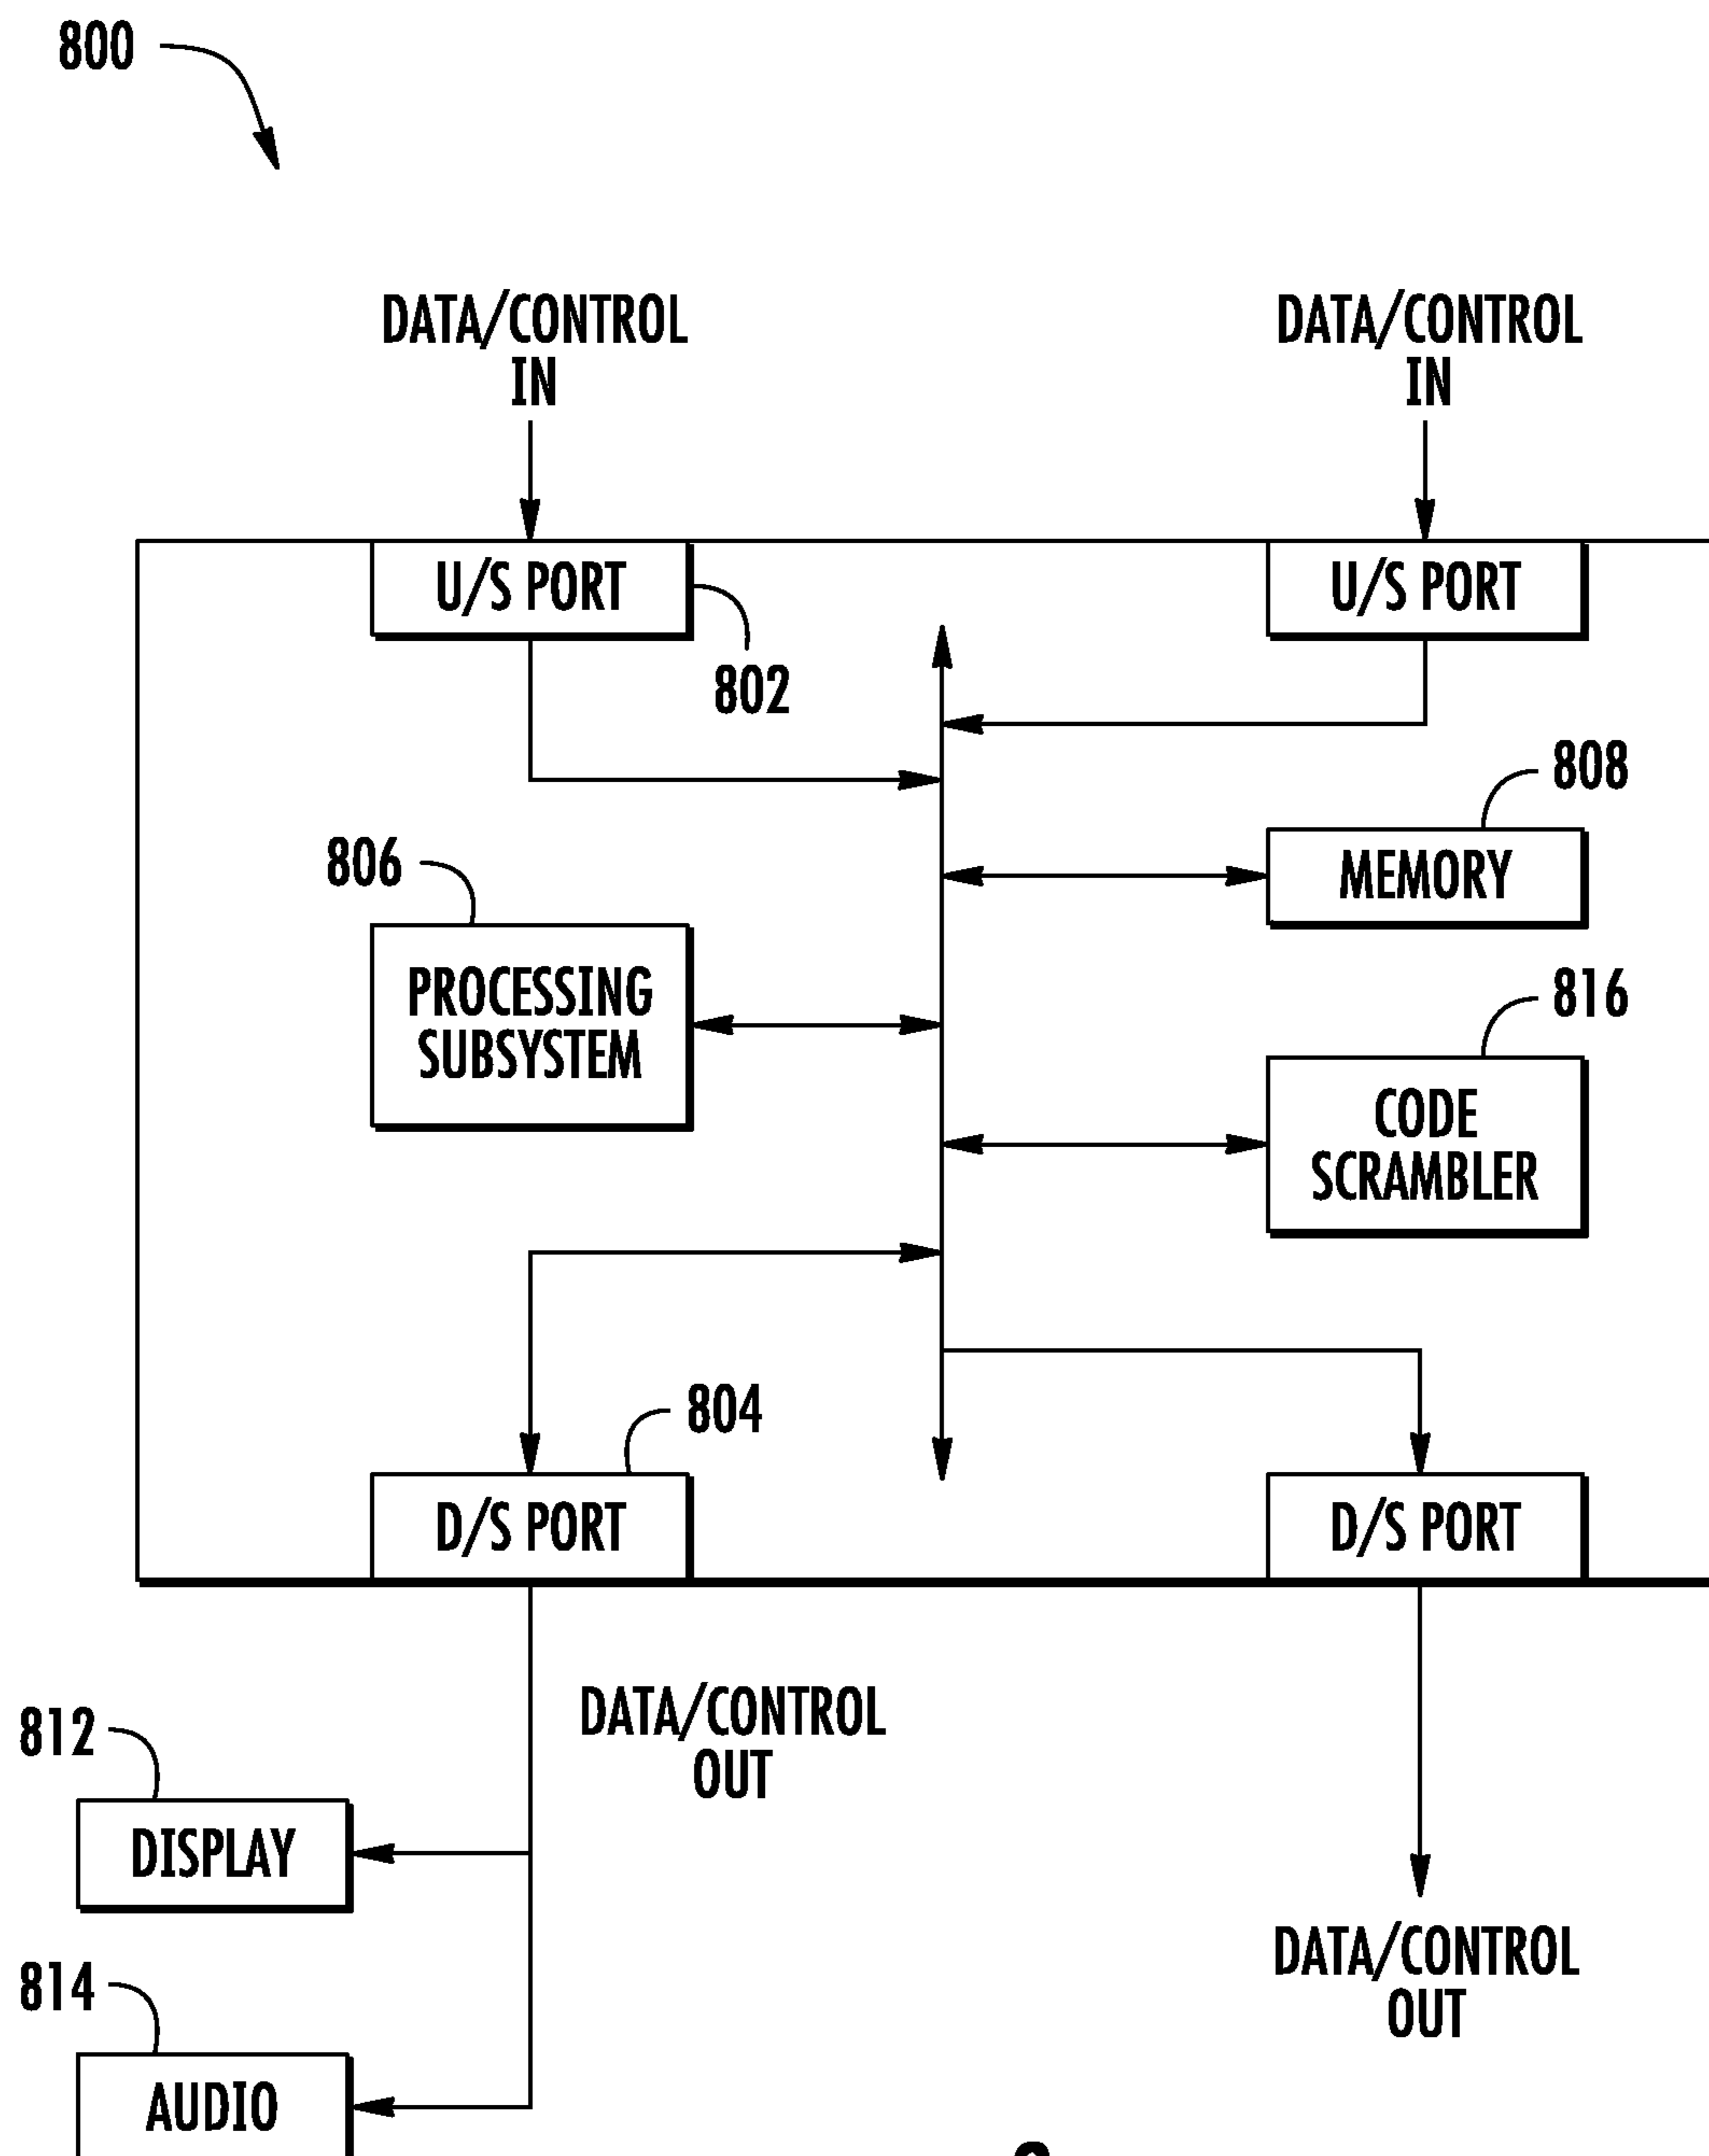 800
DATA/CONTROL
IN
DATA/CONTROL
IN
U/S PORT
U/S PORT
802
808
MEMORY
806
PROCESSING
SUBSYSTEM
816
CODE
SCRAMBLER
804
D/S PORT
D/S PORT
DATA/CONTROL
OUT
812
DISPLAY
DATA/CONTROL
OUT
814
AUDIO